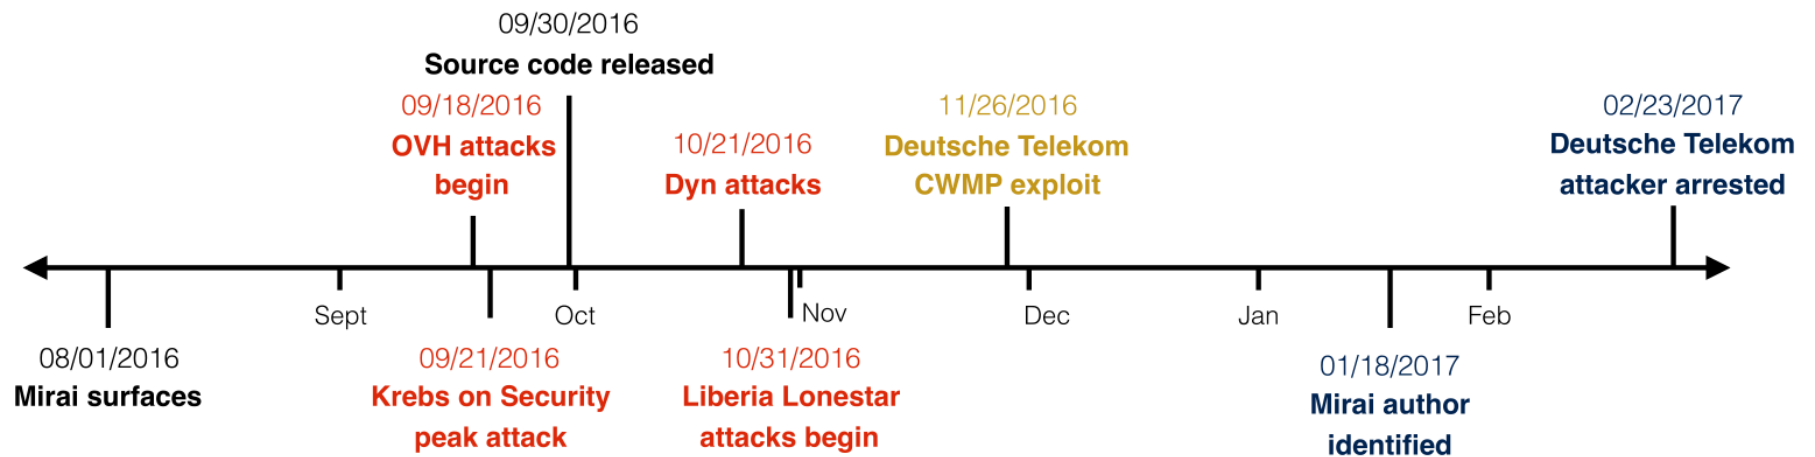 09/30/2016
Source code released
09/18/2016
OVH attacks
begin
10/21/2016
Dyn attacks
11/26/2016
Deutsche Telekom
CWMP exploit
02/23/2017
Deutsche Telekom
attacker arrested
Sept
Oct
Nov
Dec
Jan
Feb
08/01/2016
Mirai surfaces
09/21/2016
Krebs on Security
peak attack
10/31/2016
Liberia Lonestar
attacks begin
01/18/2017
Mirai author
identified